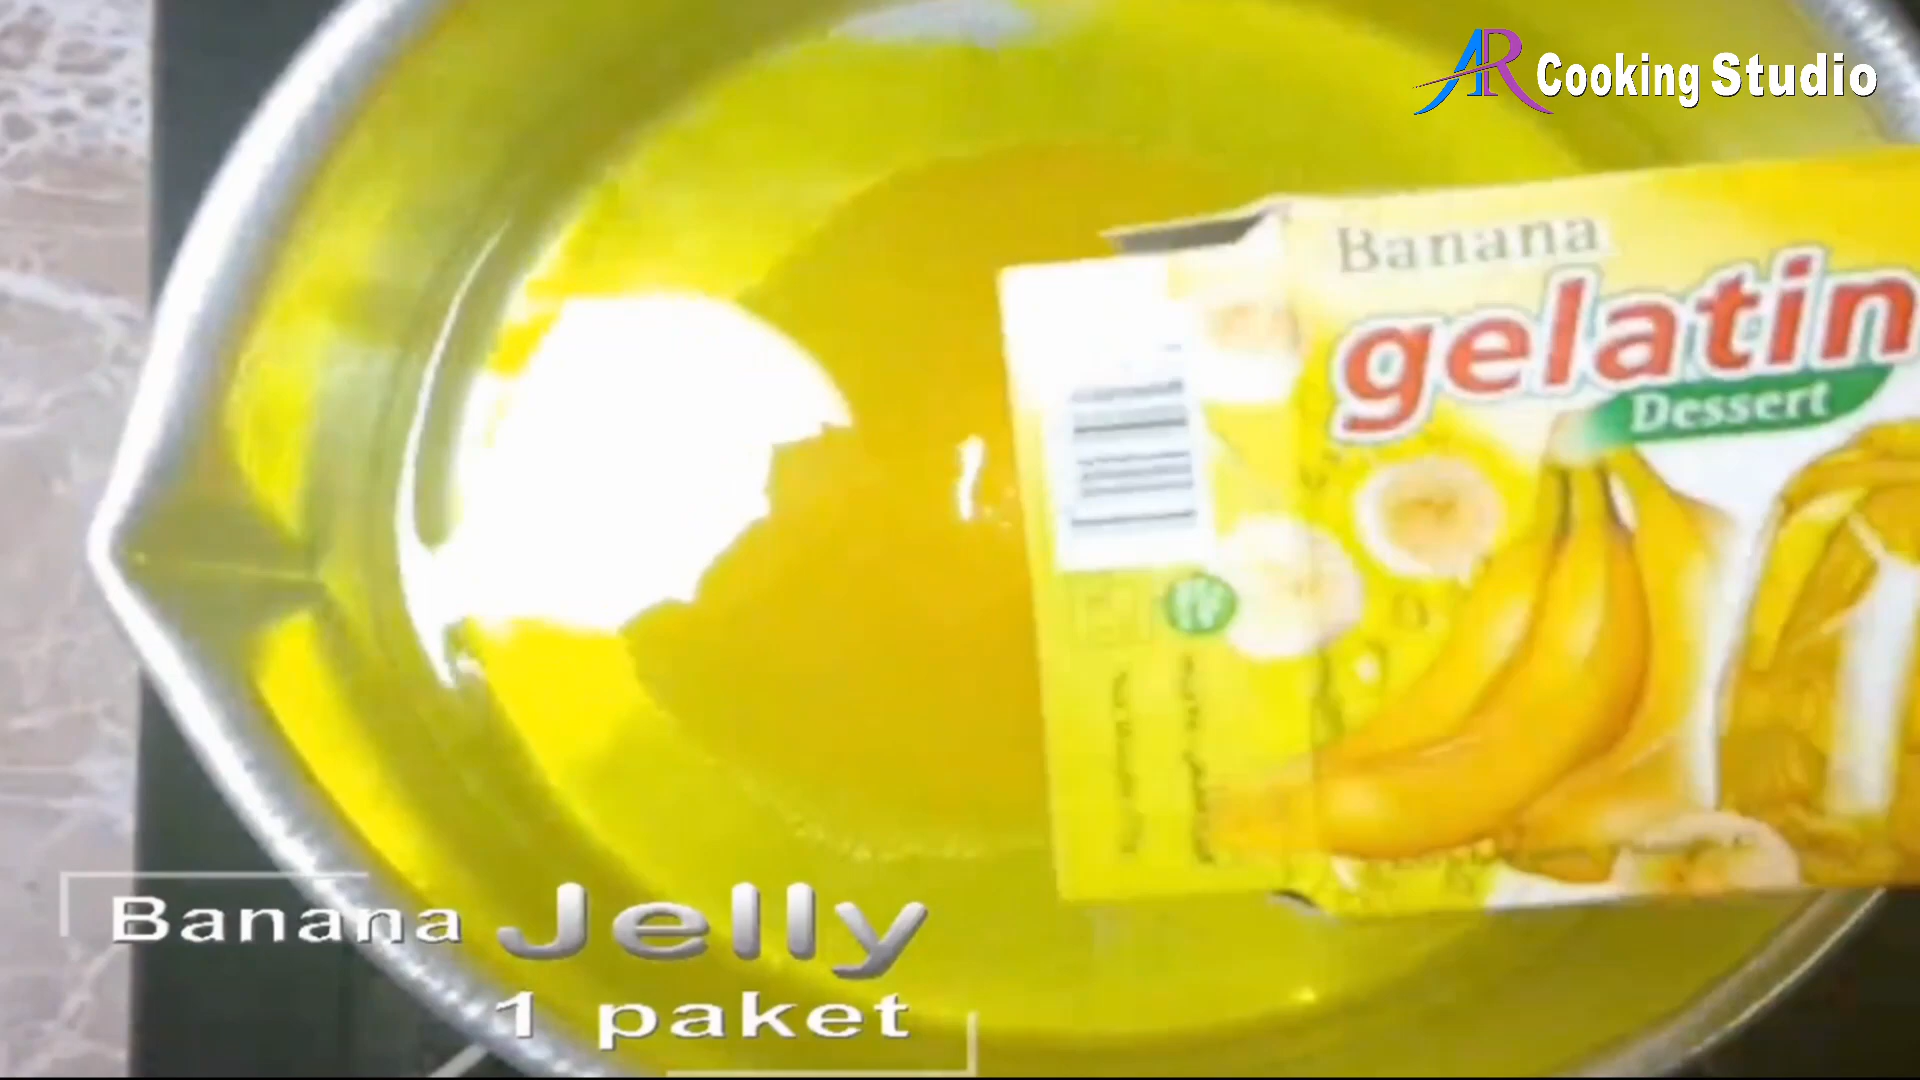 AR Cooking Studio
Banana
gelatin
Dessert
Banana Jelly
1 paket